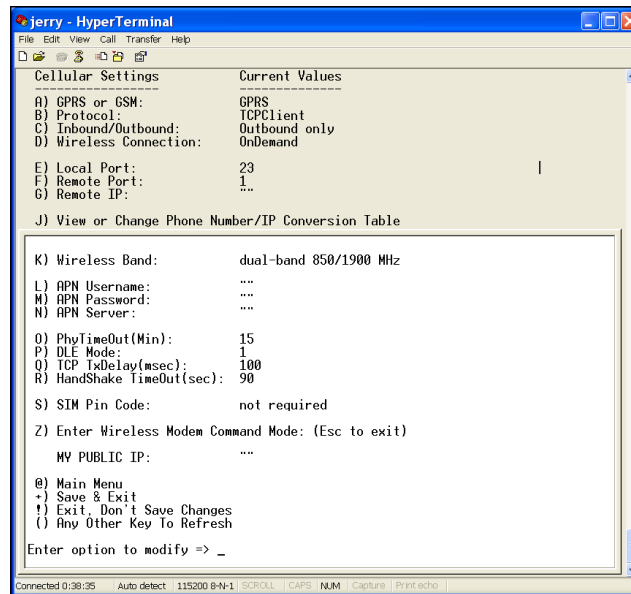 jerry - HyperTerminal
File Edit View Call Transfer Help
Cellular Settings Current Values
----------------- --------------
A) GPRS or GSM: GPRS
B) Protocol: TCPClient
C) Inbound/Outbound: Outbound only
D) Wireless Connection: OnDemand
E) Local Port: 23
F) Remote Port: 1
G) Remote IP: ""
J) View or Change Phone Number/IP Conversion Table
K) Wireless Band: dual-band 850/1900 MHz
L) APN Username: ""
M) APN Password: ""
N) APN Server: ""
O) PhyTimeOut(Min): 15
P) DLE Mode: 1
Q) TCP TxDelay(msec): 100
R) HandShake TimeOut(sec): 90
S) SIM Pin Code: not required
Z) Enter Wireless Modem Command Mode: (Esc to exit)
MY PUBLIC IP: ""
@) Main Menu
+) Save & Exit
!) Exit, Don't Save Changes
() Any Other Key To Refresh
Enter option to modify => _
Connected 0:38:35 Auto detect 115200 8-N-1 SCROLL CAPS NUM Capture Print echo